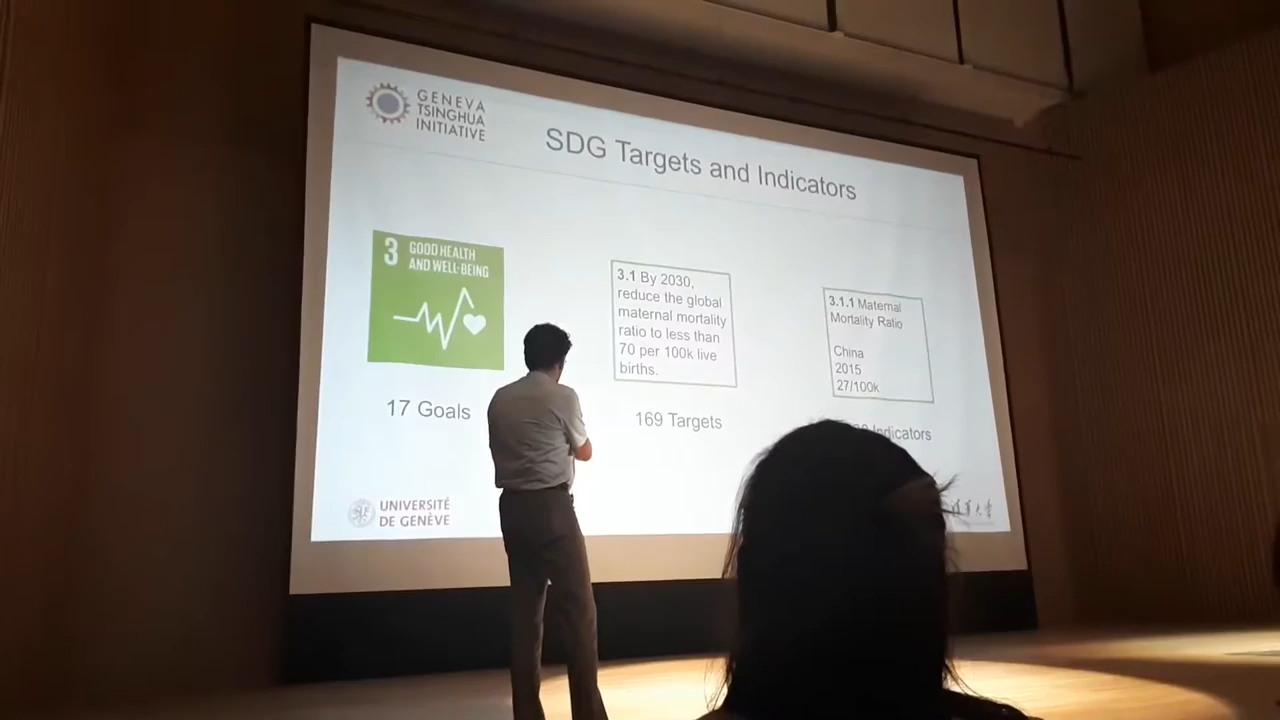 GENEVA
TSINGHUA
INITIATIVE
SDG Targets and Indicators
3 GOOD HEALTH
AND WELL-BEING
17 Goals
3.1 By 2030,
reduce the global
maternal mortality
ratio to less than
70 per 100k live
births.
169 Targets
3.1.1 Maternal
Mortality Ratio
China
2015
27/100k
Indicators
UNIVERSITÉ
DE GENÈVE
大学